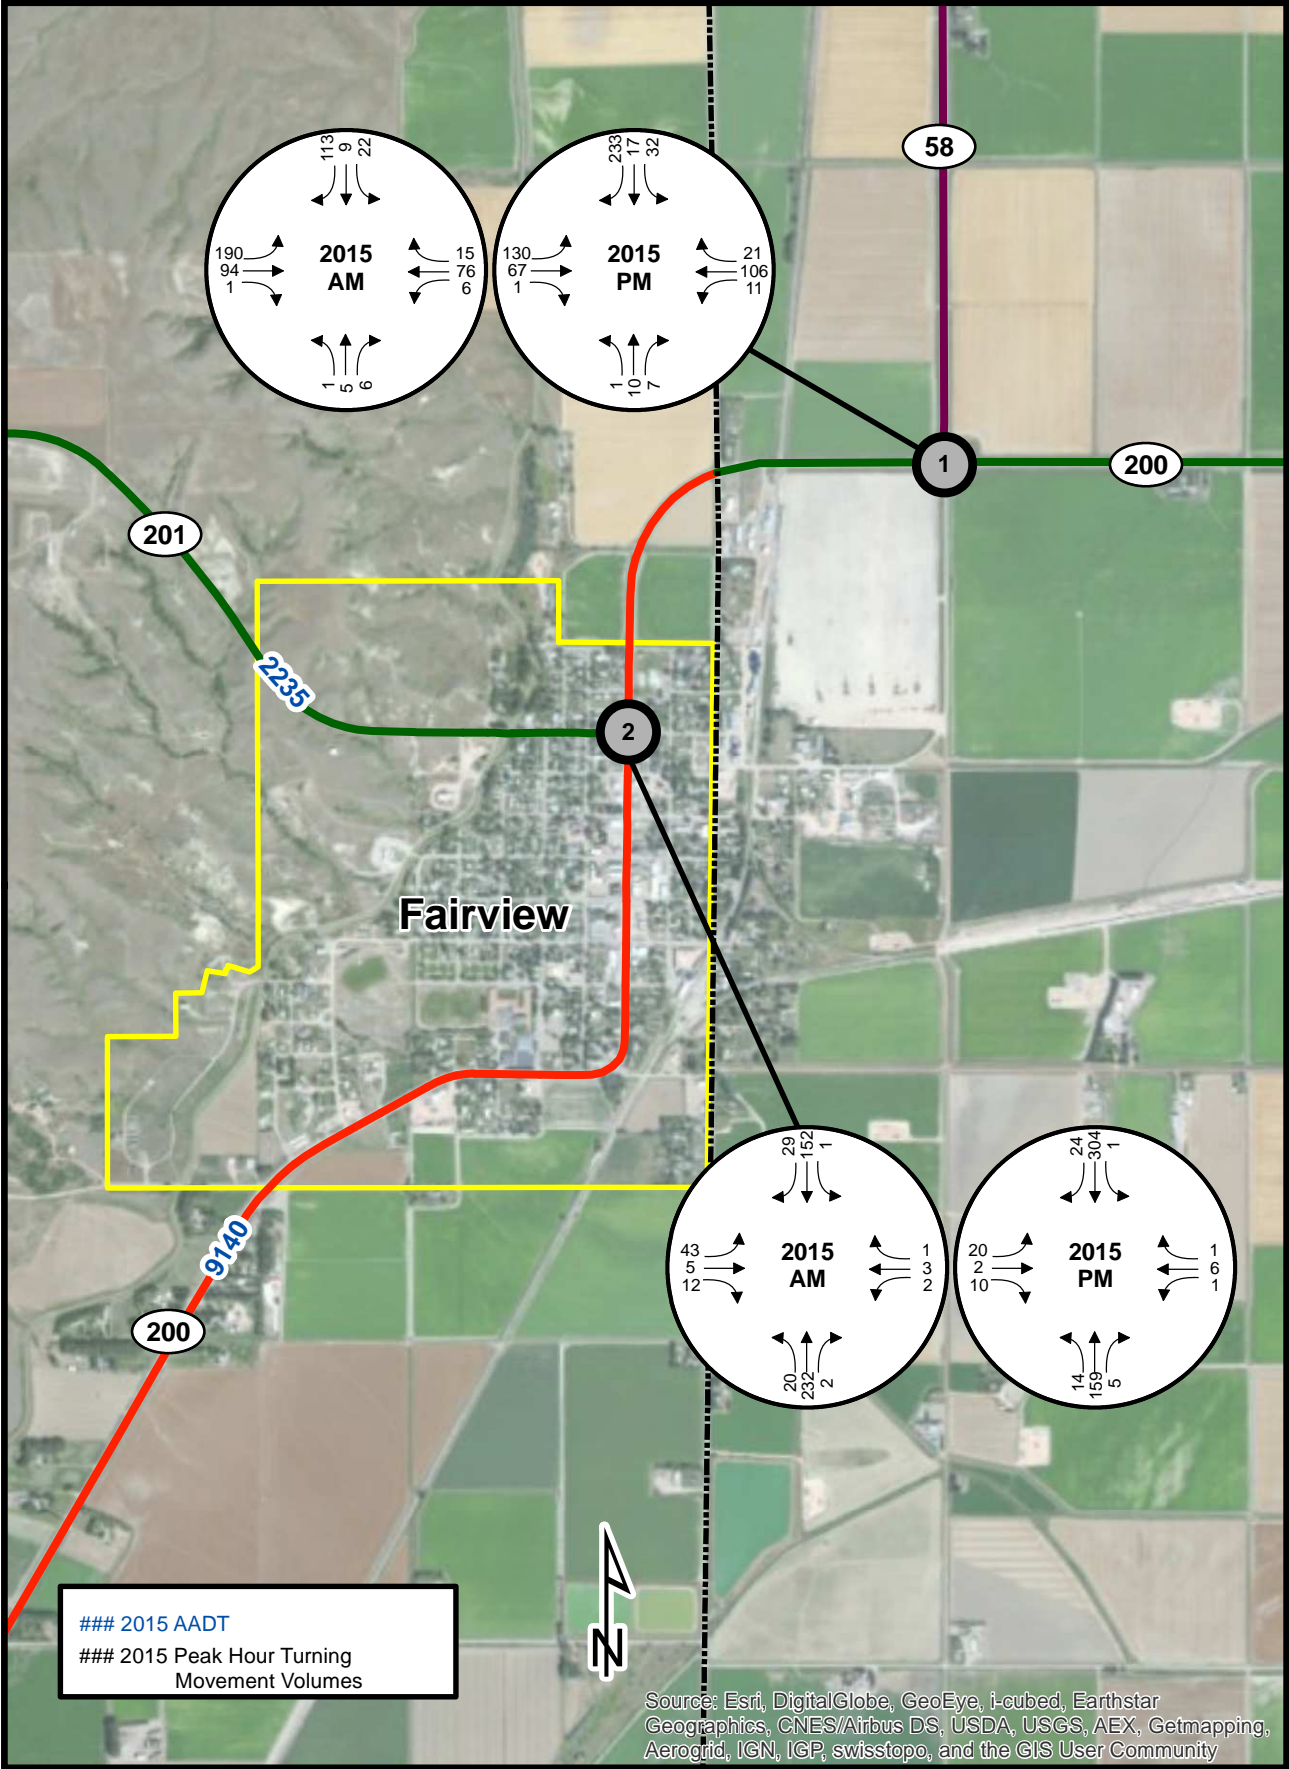 113 9 22
190
94
1
2015
AM
15
76
6
1 5 6
233 17 32
130
67
1
2015
PM
21
106
11
1 10 7
58
1
200
201
2235
2
Fairview
9140
200
29 152 1
43
5
12
2015
AM
1
3
2
20 232 2
24 304 1
20
2
10
2015
PM
1
6
1
14 159 5
### 2015 AADT
### 2015 Peak Hour Turning
Movement Volumes
N
Source: Esri, DigitalGlobe, GeoEye, i-cubed, Earthstar
Geographics, CNES/Airbus DS, USDA, USGS, AEX, Getmapping,
Aerogrid, IGN, IGP, swisstopo, and the GIS User Community